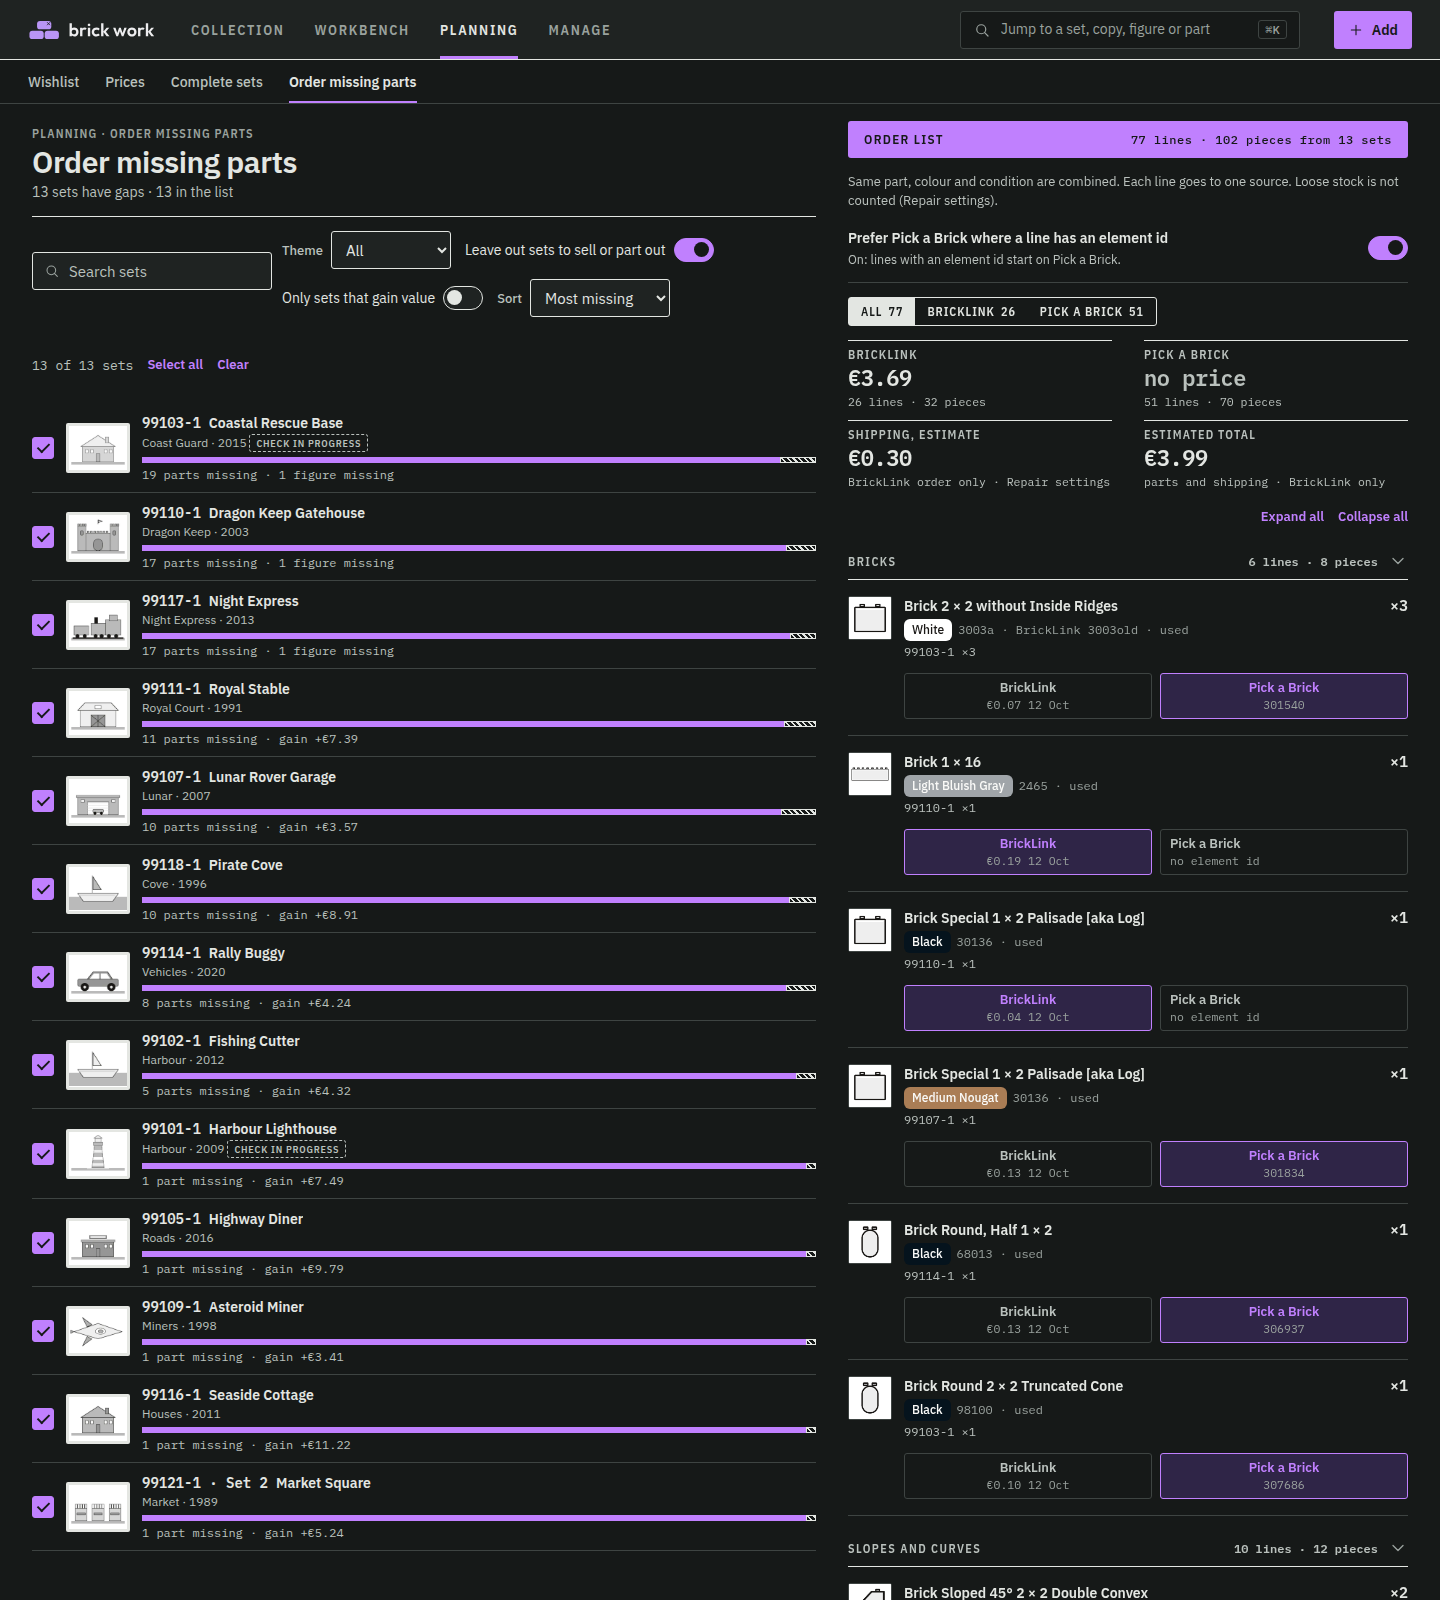 brick work
COLLECTION WORKBENCH PLANNING MANAGE
Jump to a set, copy, figure or part ⌘K
+ Add
Wishlist Prices Complete sets Order missing parts
PLANNING · ORDER MISSING PARTS
Order missing parts
13 sets have gaps · 13 in the list
Search sets
Theme All Leave out sets to sell or part out
Only sets that gain value Sort Most missing
13 of 13 sets Select all Clear
99103-1 Coastal Rescue Base
Coast Guard · 2015 CHECK IN PROGRESS
19 parts missing · 1 figure missing
99110-1 Dragon Keep Gatehouse
Dragon Keep · 2003
17 parts missing · 1 figure missing
99117-1 Night Express
Night Express · 2013
17 parts missing · 1 figure missing
99111-1 Royal Stable
Royal Court · 1991
11 parts missing · gain +€7.39
99107-1 Lunar Rover Garage
Lunar · 2007
10 parts missing · gain +€3.57
99118-1 Pirate Cove
Cove · 1996
10 parts missing · gain +€8.91
99114-1 Rally Buggy
Vehicles · 2020
8 parts missing · gain +€4.24
99102-1 Fishing Cutter
Harbour · 2012
5 parts missing · gain +€4.32
99101-1 Harbour Lighthouse
Harbour · 2009 CHECK IN PROGRESS
1 part missing · gain +€7.49
99105-1 Highway Diner
Roads · 2016
1 part missing · gain +€9.79
99109-1 Asteroid Miner
Miners · 1998
1 part missing · gain +€3.41
99116-1 Seaside Cottage
Houses · 2011
1 part missing · gain +€11.22
99121-1 · Set 2 Market Square
Market · 1989
1 part missing · gain +€5.24
ORDER LIST 77 lines · 102 pieces from 13 sets
Same part, colour and condition are combined. Each line goes to one source. Loose stock is not
counted (Repair settings).
Prefer Pick a Brick where a line has an element id
On: lines with an element id start on Pick a Brick.
ALL 77 BRICKLINK 26 PICK A BRICK 51
BRICKLINK PICK A BRICK
€3.69 no price
26 lines · 32 pieces 51 lines · 70 pieces
SHIPPING, ESTIMATE ESTIMATED TOTAL
€0.30 €3.99
BrickLink order only · Repair settings parts and shipping · BrickLink only
Expand all Collapse all
BRICKS 6 lines · 8 pieces
Brick 2 × 2 without Inside Ridges ×3
White 3003a · BrickLink 3003old · used
99103-1 ×3
BrickLink Pick a Brick
€0.07 12 Oct 301540
Brick 1 × 16 ×1
Light Bluish Gray 2465 · used
99110-1 ×1
BrickLink Pick a Brick
€0.19 12 Oct no element id
Brick Special 1 × 2 Palisade [aka Log] ×1
Black 30136 · used
99110-1 ×1
BrickLink Pick a Brick
€0.04 12 Oct no element id
Brick Special 1 × 2 Palisade [aka Log] ×1
Medium Nougat 30136 · used
99107-1 ×1
BrickLink Pick a Brick
€0.13 12 Oct 301834
Brick Round, Half 1 × 2 ×1
Black 68013 · used
99114-1 ×1
BrickLink Pick a Brick
€0.13 12 Oct 306937
Brick Round 2 × 2 Truncated Cone ×1
Black 98100 · used
99103-1 ×1
BrickLink Pick a Brick
€0.10 12 Oct 307686
SLOPES AND CURVES 10 lines · 12 pieces
Brick Sloped 45° 2 × 2 Double Convex ×2